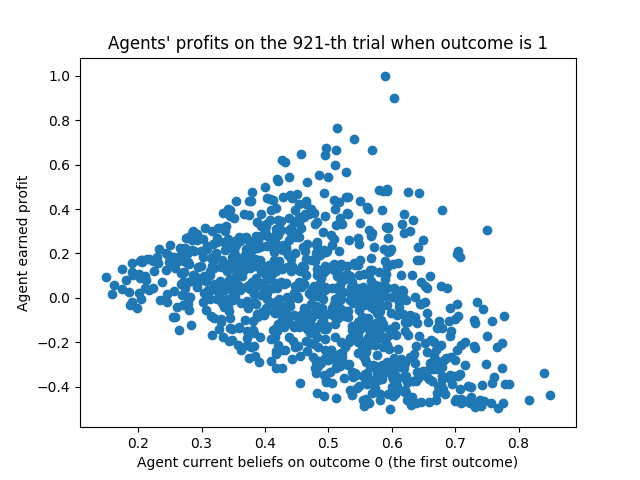 Agents' profits on the 921-th trial when outcome is 1
1.0
0.8
0.6
0.4
0.2
0.0
−0.2
−0.4
Agent earned profit
0.2 0.3 0.4 0.5 0.6 0.7 0.8
Agent current beliefs on outcome 0 (the first outcome)